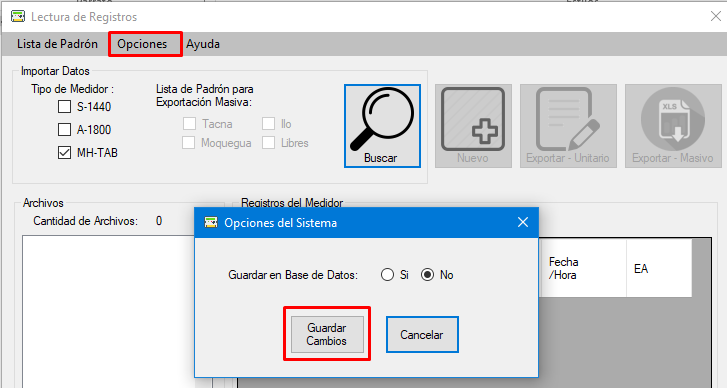 Lectura de Registros
Lista de Padrón Opciones Ayuda
Importar Datos
Tipo de Medidor :
S-1440
A-1800
MH-TAB
Lista de Padrón para
Exportación Masiva:
Tacna Ilo
Moquegua Libres
Buscar
Nuevo
Exportar - Unitario
XLS
Exportar - Masivo
Archivos
Cantidad de Archivos: 0
Registros del Medidor
Fecha
/Hora
EA
Opciones del Sistema
Guardar en Base de Datos: Si No
Guardar
Cambios
Cancelar